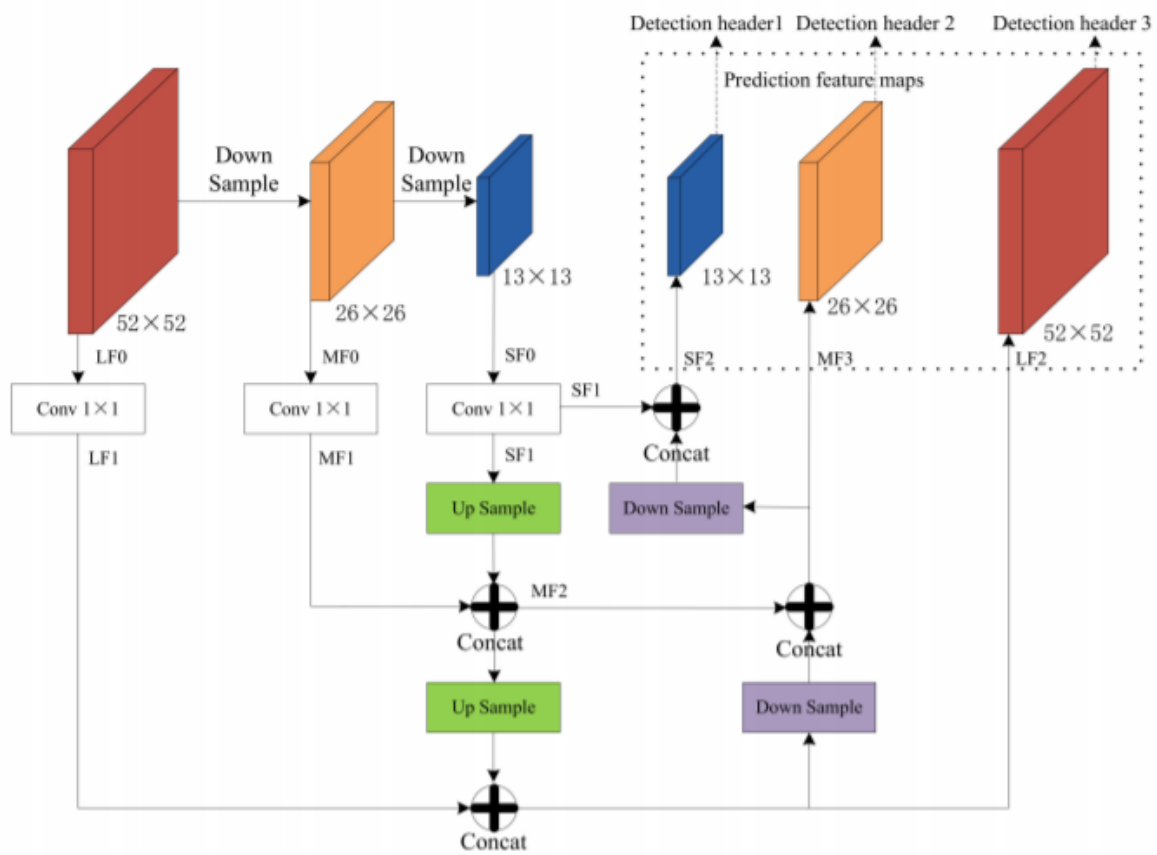 Detection header1
Detection header 2
Detection header 3
Prediction feature maps
Down
Sample
Down
Sample
52×52
26×26
13×13
13×13
26×26
52×52
LF0
MF0
SF0
SF2
MF3
LF2
Conv 1×1
Conv 1×1
Conv 1×1
SF1
Concat
LF1
MF1
SF1
Up Sample
Down Sample
MF2
Concat
Concat
Up Sample
Down Sample
Concat